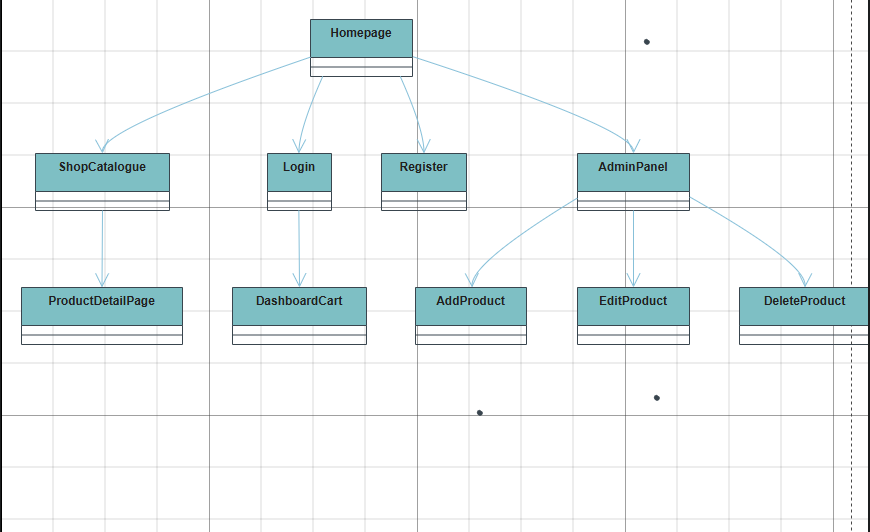 Homepage
ShopCatalogue
Login
Register
AdminPanel
ProductDetailPage
DashboardCart
AddProduct
EditProduct
DeleteProduct